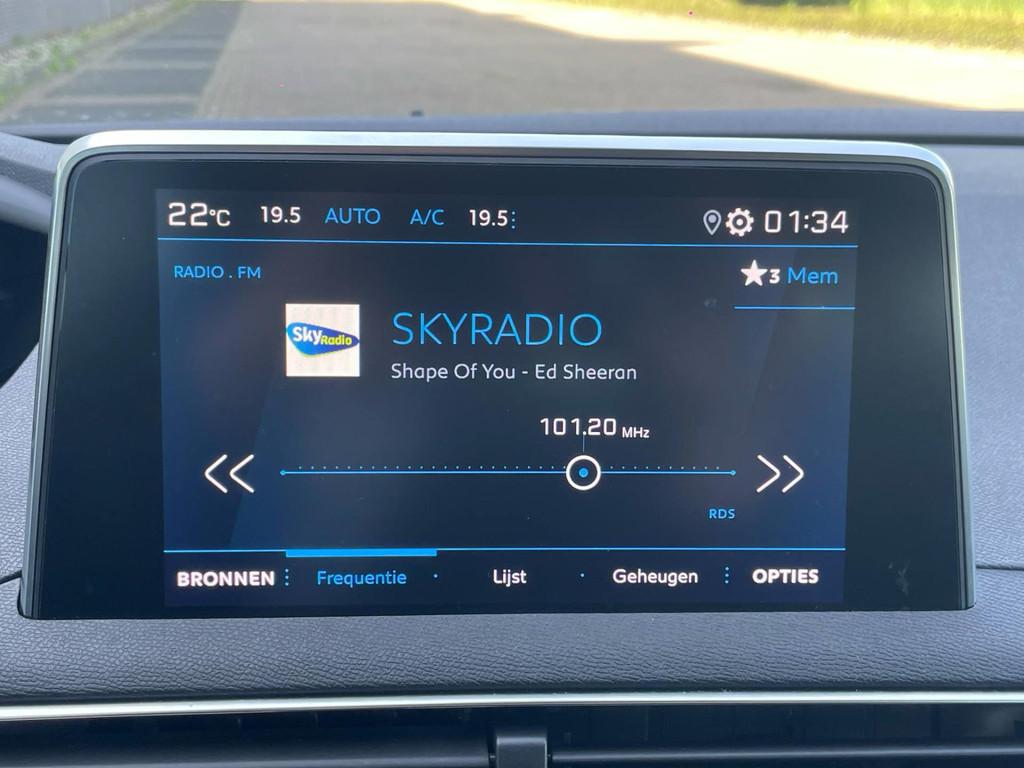 22°C 19.5 AUTO A/C 19.5 01:34
RADIO . FM
3 Mem
Sky Radio
SKYRADIO
Shape Of You - Ed Sheeran
101.20 MHz
RDS
BRONNEN Frequentie Lijst Geheugen OPTIES